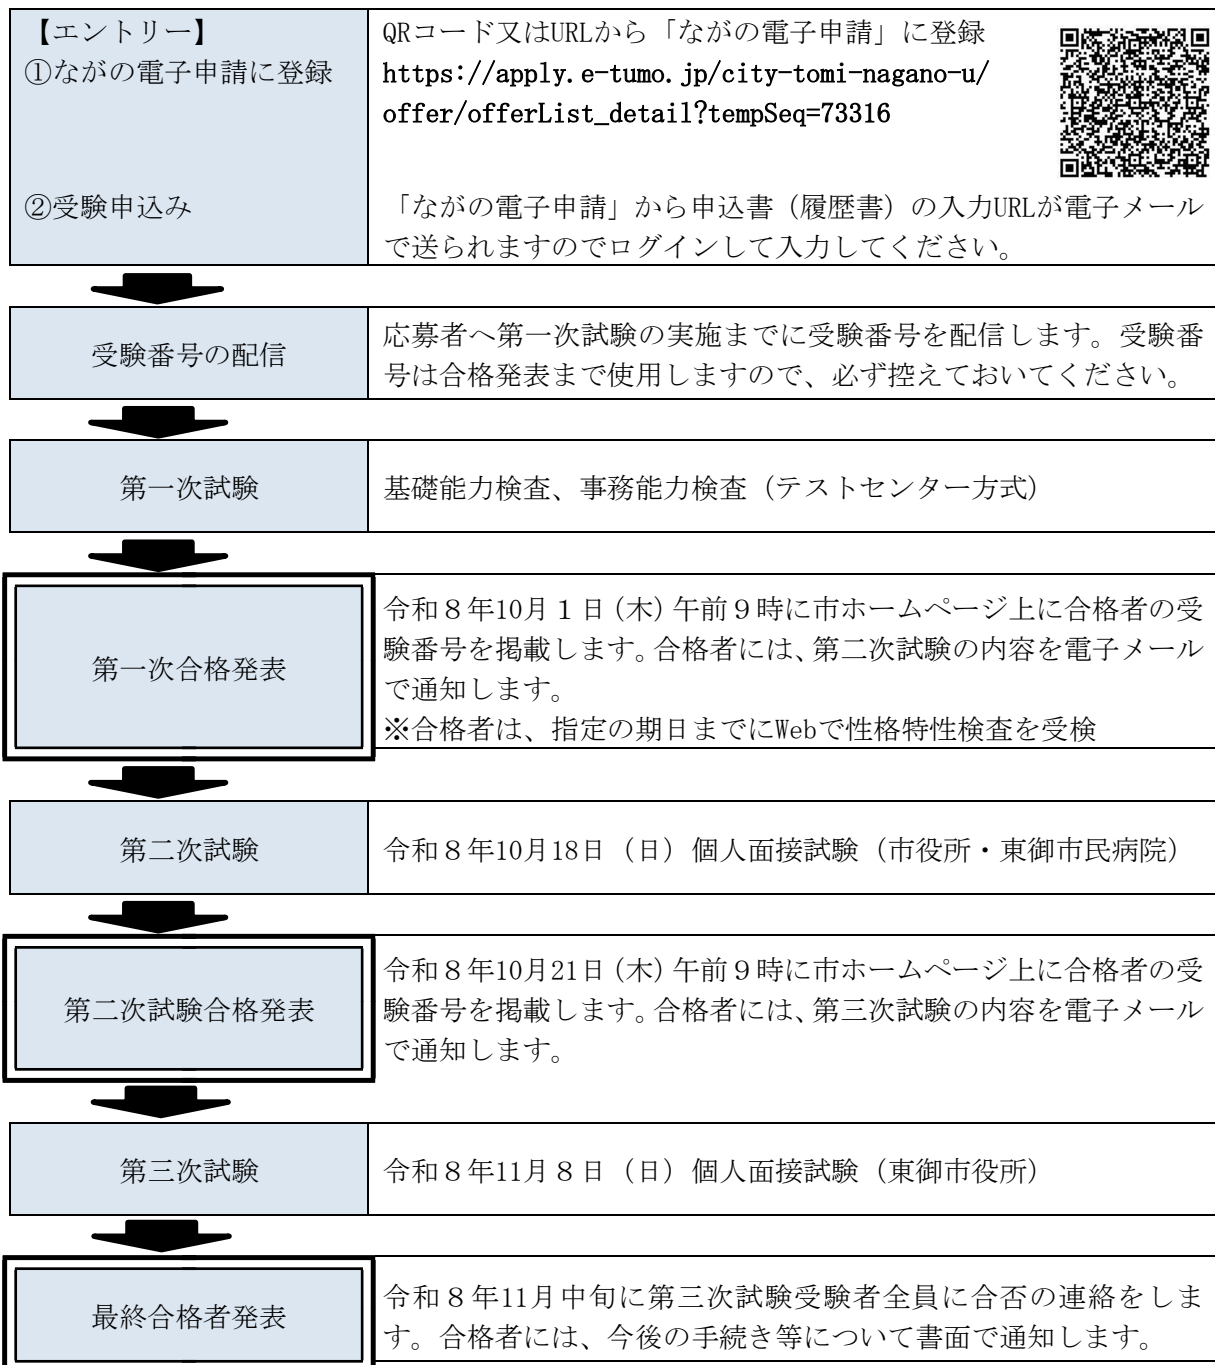 【エントリー】
①ながの電子申請に登録
QRコード又はURLから「ながの電子申請」に登録
https://apply.e-tumo.jp/city-tomi-nagano-u/
offer/offerList_detail?tempSeq=73316
②受験申込み
「ながの電子申請」から申込書（履歴書）の入力URLが電子メール
で送られますのでログインして入力してください。
受験番号の配信
応募者へ第一次試験の実施までに受験番号を配信します。受験番
号は合格発表まで使用しますので、必ず控えておいてください。
第一次試験
基礎能力検査、事務能力検査（テストセンター方式）
第一次合格発表
令和８年10月１日（木）午前９時に市ホームページ上に合格者の受
験番号を掲載します。合格者には、第二次試験の内容を電子メール
で通知します。
※合格者は、指定の期日までにWebで性格特性検査を受検
第二次試験
令和８年10月18日（日）個人面接試験（市役所・東御市民病院）
第二次試験合格発表
令和８年10月21日（木）午前９時に市ホームページ上に合格者の受
験番号を掲載します。合格者には、第三次試験の内容を電子メール
で通知します。
第三次試験
令和８年11月８日（日）個人面接試験（東御市役所）
最終合格者発表
令和８年11月中旬に第三次試験受験者全員に合否の連絡をしま
す。合格者には、今後の手続き等について書面で通知します。